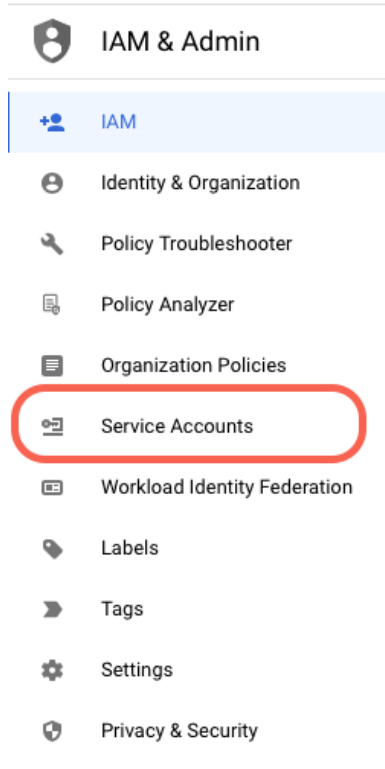 IAM & Admin
IAM
Identity & Organization
Policy Troubleshooter
Policy Analyzer
Organization Policies
Service Accounts
Workload Identity Federation
Labels
Tags
Settings
Privacy & Security